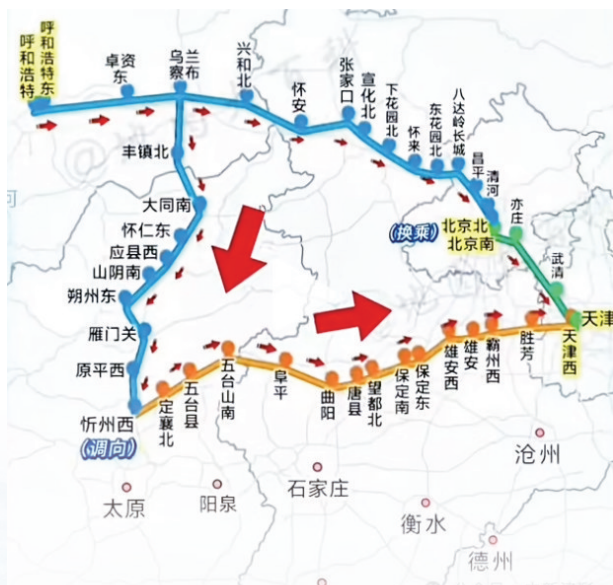 呼和浩特
呼和浩特东
卓资东
乌兰察布
兴和北
怀安
张家口
宣化北
下花园北
怀来
东花园北
八达岭长城
昌平
清河
北京北
(换乘)
北京南
亦庄
武清
天津
天津西
丰镇北
大同南
怀仁东
应县西
山阴南
朔州东
雁门关
原平西
忻州西
(调向)
定襄北
五台县
五台山南
阜平
曲阳
唐县
望都北
保定南
保定东
雄安西
雄安
霸州西
胜芳
太原
阳泉
石家庄
衡水
沧州
德州
河